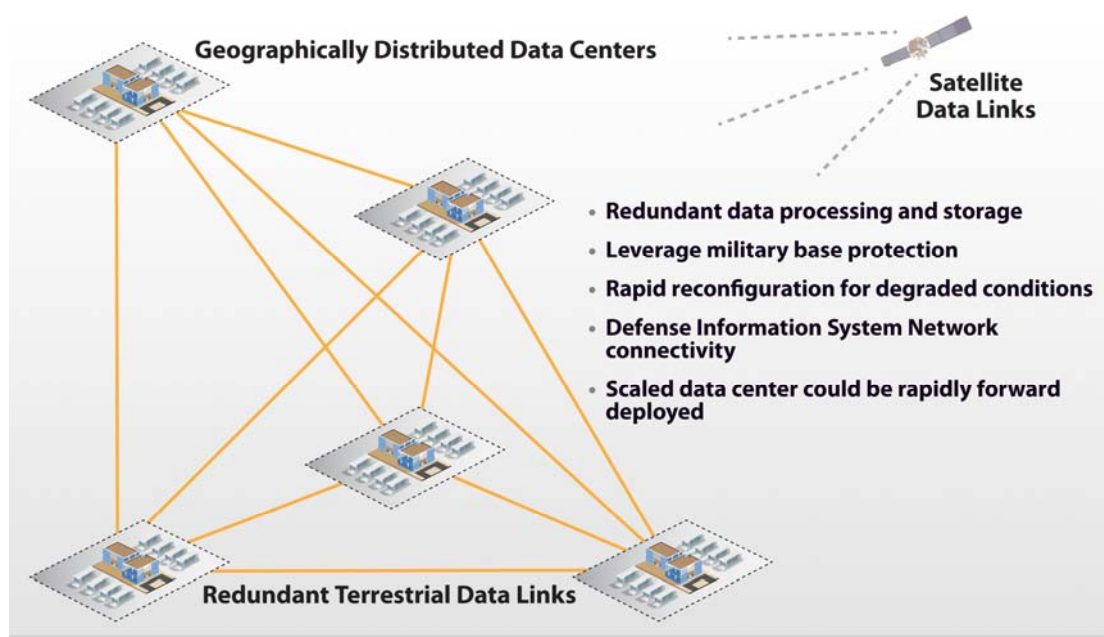 Geographically Distributed Data Centers
Satellite
Data Links
• Redundant data processing and storage
• Leverage military base protection
• Rapid reconfiguration for degraded conditions
• Defense Information System Network
connectivity
• Scaled data center could be rapidly forward
deployed
Redundant Terrestrial Data Links